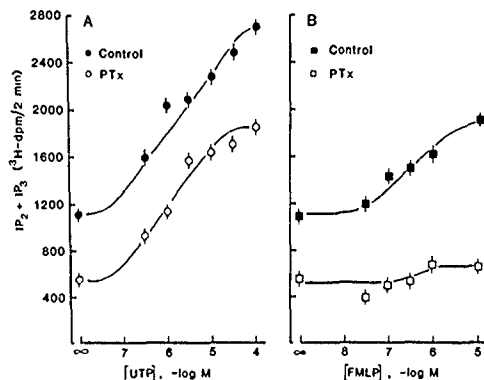 A
B
● Control
○ PTx
■ Control
□ PTx
IP2 + IP3 (3H-dpm/2 min)
2800
2400
2000
1600
1200
800
400
∞ 7 6 5 4
∞ 8 7 6 5
[UTP], -log M
[FMLP], -log M